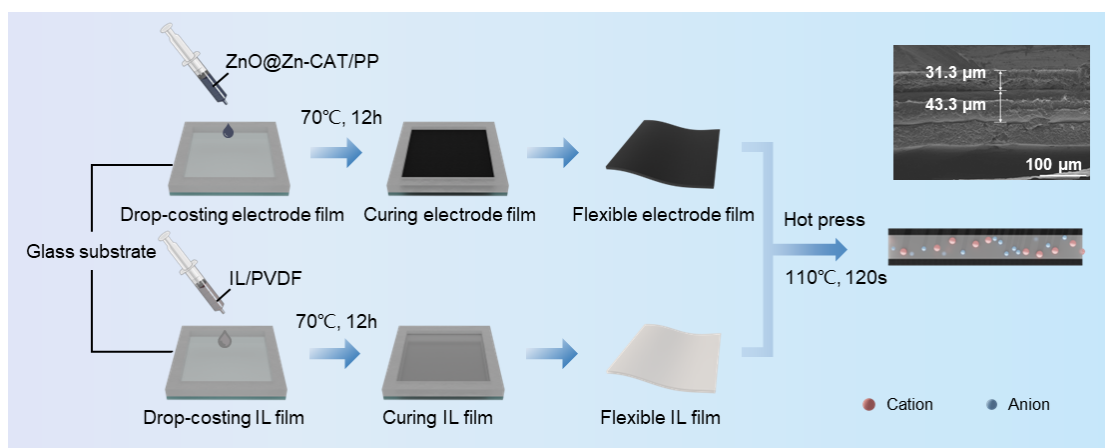 ZnO@Zn-CAT/PP
70℃, 12h
Drop-costing electrode film
Curing electrode film
Flexible electrode film
Glass substrate
IL/PVDF
70℃, 12h
Drop-costing IL film
Curing IL film
Flexible IL film
Hot press
110℃, 120s
31.3 µm
43.3 µm
100 µm
Cation
Anion